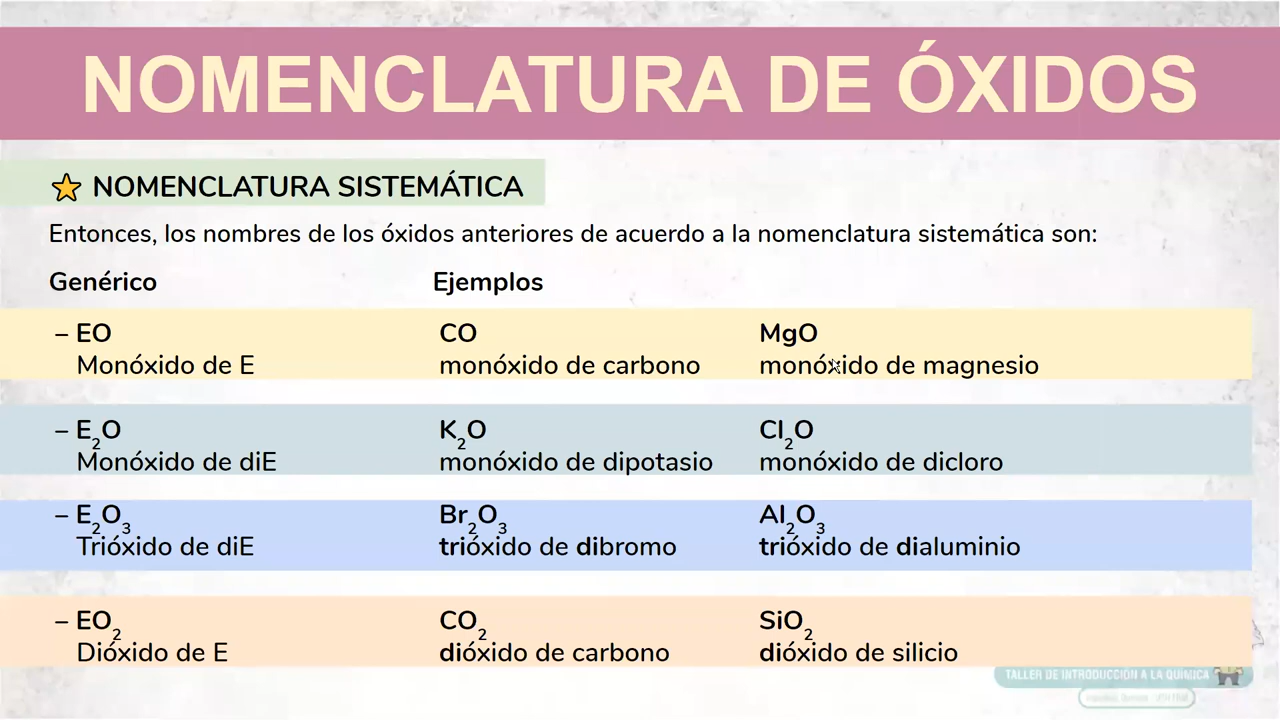 NOMENCLATURA DE ÓXIDOS
NOMENCLATURA SISTEMÁTICA
Entonces, los nombres de los óxidos anteriores de acuerdo a la nomenclatura sistemática son:
Genérico Ejemplos
– EO CO MgO
Monóxido de E monóxido de carbono monóxido de magnesio
– E₂O K₂O Cl₂O
Monóxido de diE monóxido de dipotasio monóxido de dicloro
– E₂O₃ Br₂O₃ Al₂O₃
Trióxido de diE trióxido de dibromo trióxido de dialuminio
– EO₂ CO₂ SiO₂
Dióxido de E dióxido de carbono dióxido de silicio
TALLER DE INTRODUCCIÓN A LA QUÍMICA